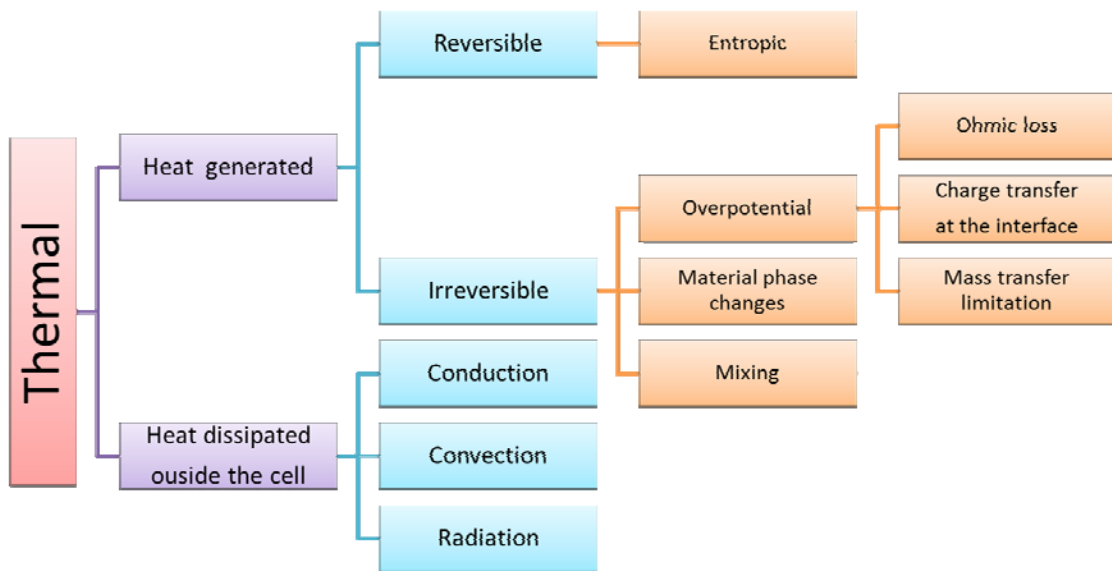 Thermal
Heat generated
Reversible
Entropic
Irreversible
Overpotential
Ohmic loss
Charge transfer
at the interface
Mass transfer
limitation
Material phase
changes
Mixing
Heat dissipated
ouside the cell
Conduction
Convection
Radiation